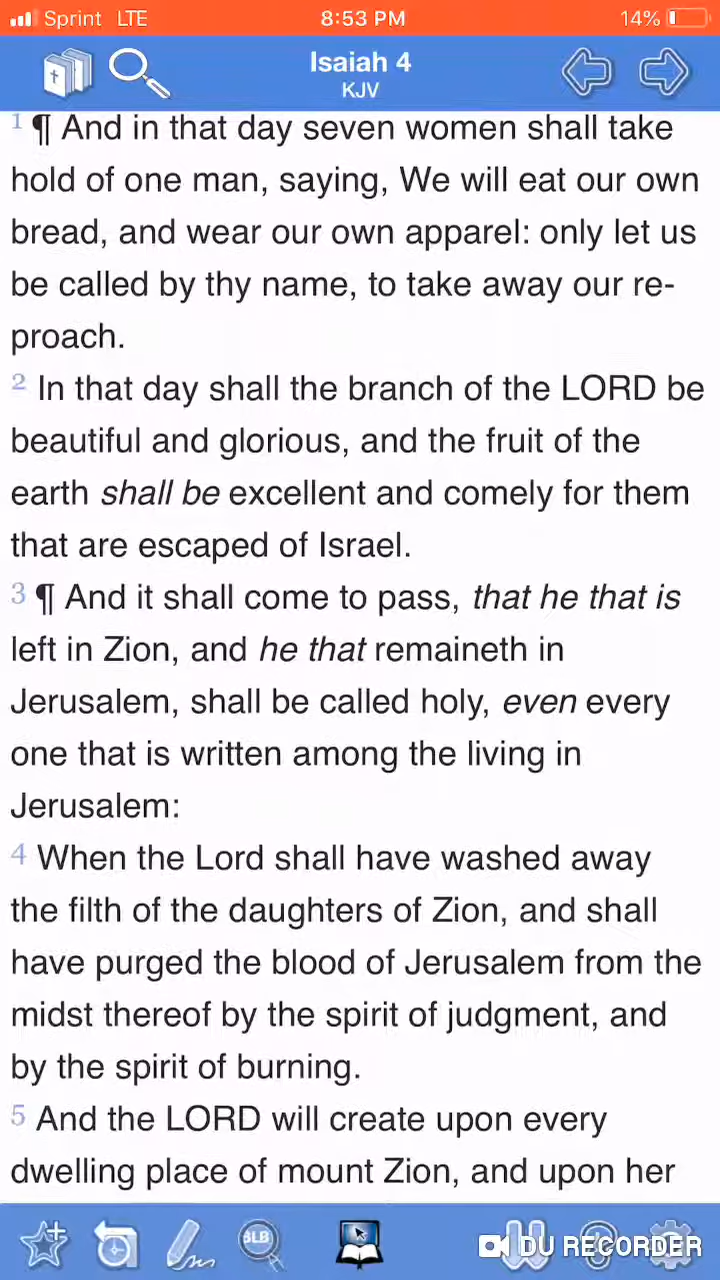 Sprint LTE 8:53 PM 14%
Isaiah 4
KJV
1 ¶ And in that day seven women shall take
hold of one man, saying, We will eat our own
bread, and wear our own apparel: only let us
be called by thy name, to take away our re-
proach.
2 In that day shall the branch of the LORD be
beautiful and glorious, and the fruit of the
earth shall be excellent and comely for them
that are escaped of Israel.
3 ¶ And it shall come to pass, that he that is
left in Zion, and he that remaineth in
Jerusalem, shall be called holy, even every
one that is written among the living in
Jerusalem:
4 When the Lord shall have washed away
the filth of the daughters of Zion, and shall
have purged the blood of Jerusalem from the
midst thereof by the spirit of judgment, and
by the spirit of burning.
5 And the LORD will create upon every
dwelling place of mount Zion, and upon her
SLB
DU RECORDER